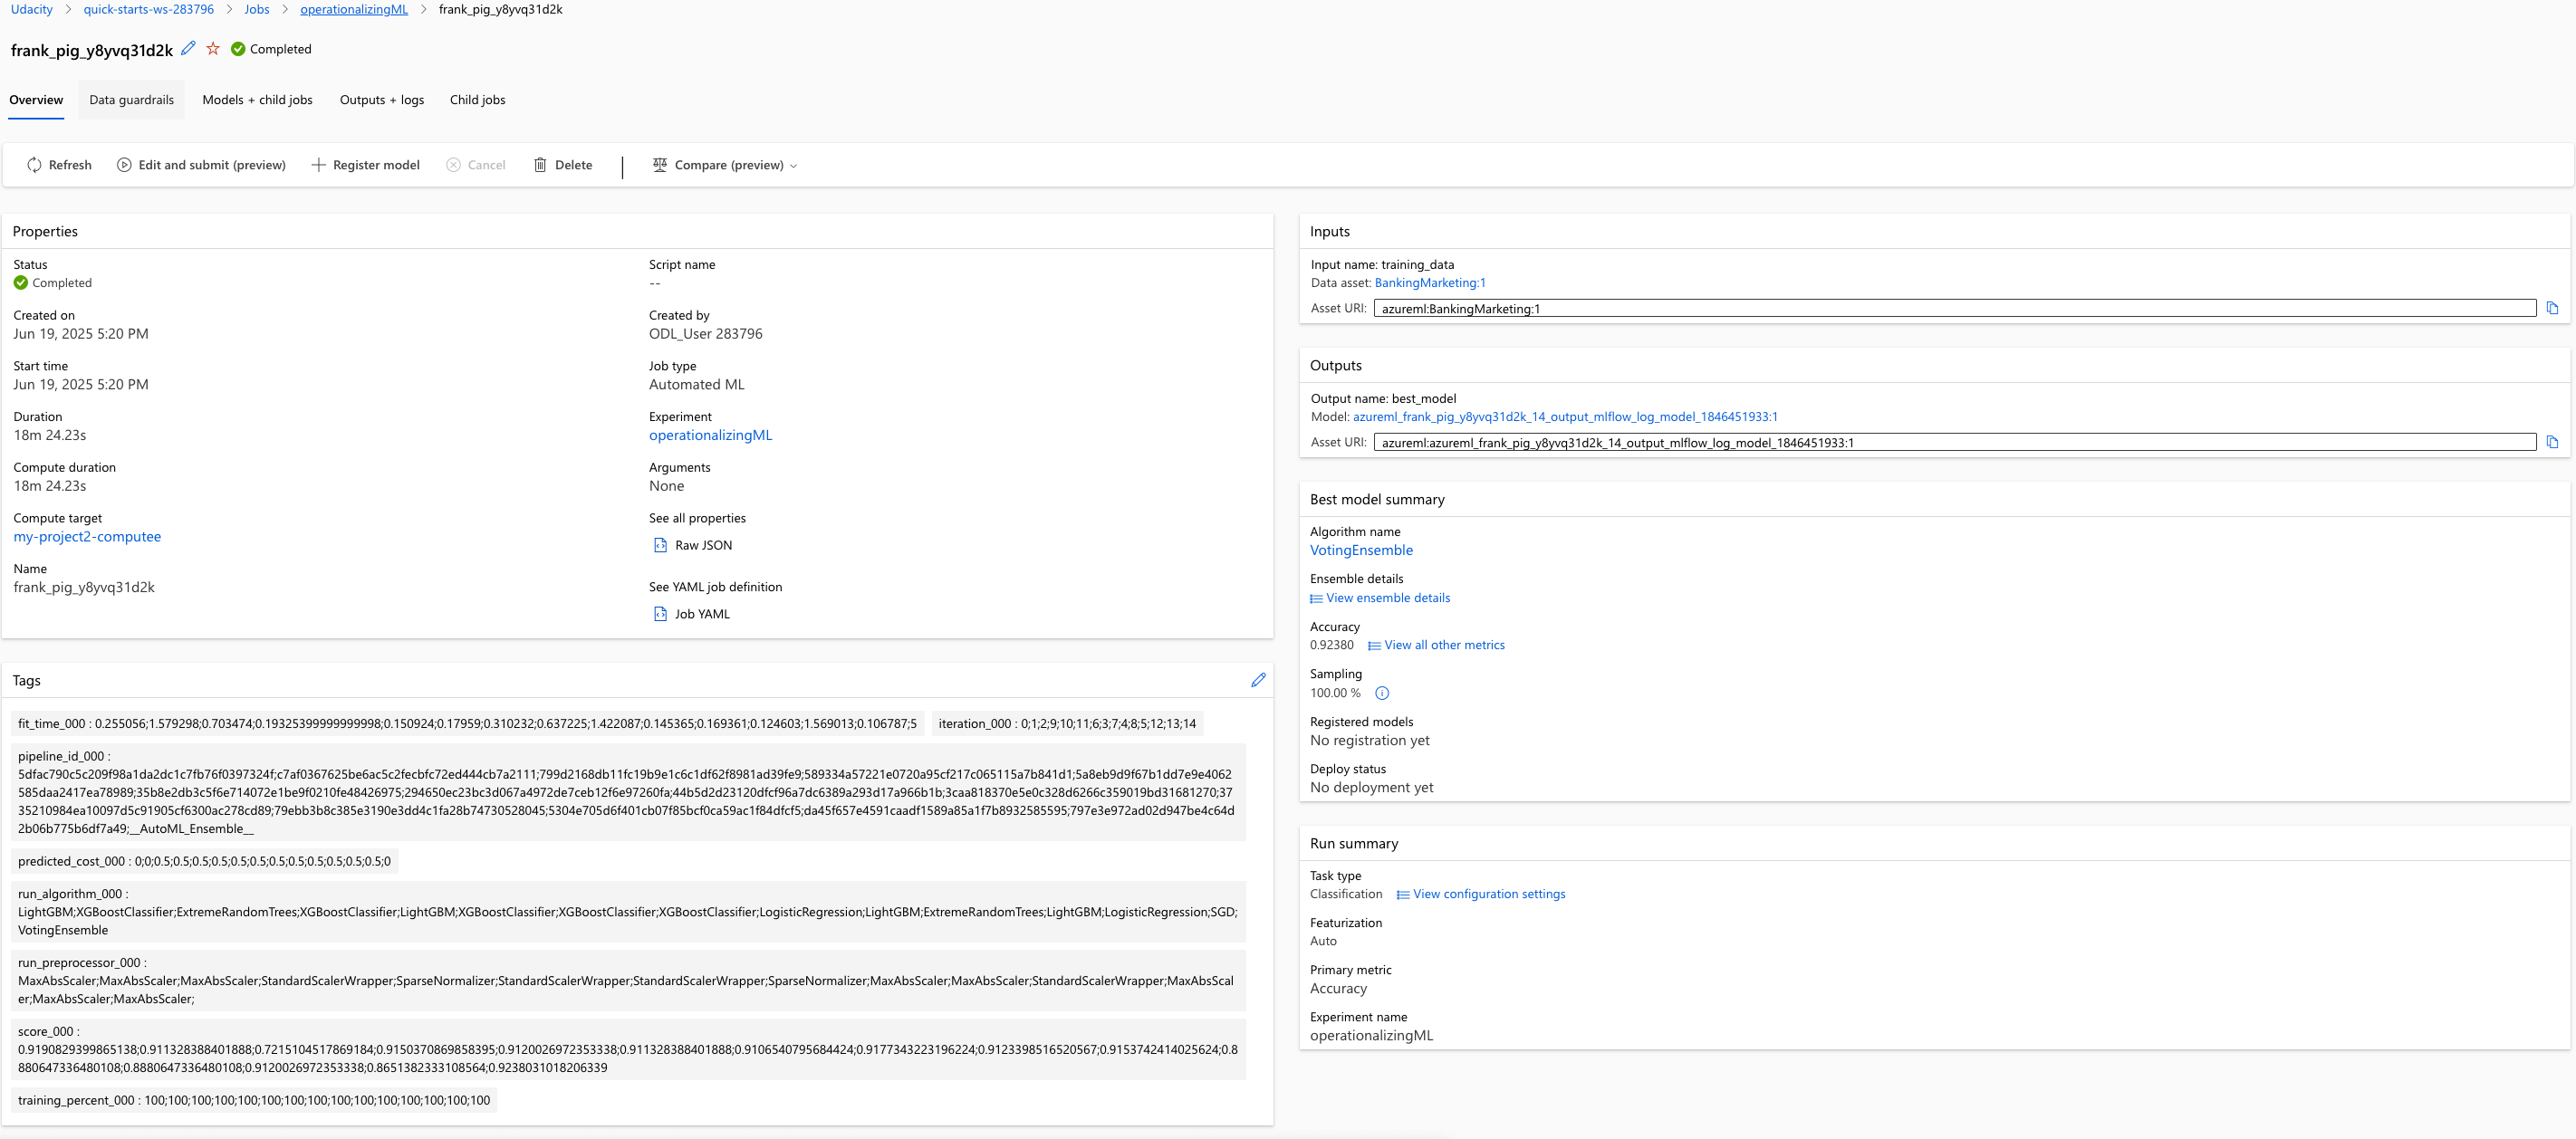 Udacity > quick-starts-ws-283796 > Jobs > operationalizingML > frank_pig_y8yvq31d2k
frank_pig_y8yvq31d2k Completed
Overview Data guardrails Models + child jobs Outputs + logs Child jobs
Refresh Edit and submit (preview) Register model Cancel Delete Compare (preview)
Properties
Status
Completed
Created on
Jun 19, 2025 5:20 PM
Start time
Jun 19, 2025 5:20 PM
Duration
18m 24.23s
Compute duration
18m 24.23s
Compute target
my-project2-computee
Name
frank_pig_y8yvq31d2k
Script name
--
Created by
ODL_User 283796
Job type
Automated ML
Experiment
operationalizingML
Arguments
None
See all properties
Raw JSON
See YAML job definition
Job YAML
Tags
fit_time_000 : 0.255056;1.579298;0.703474;0.19325399999999998;0.150924;0.17959;0.310232;0.637225;1.422087;0.145365;0.169361;0.124603;1.569013;0.106787;5 iteration_000 : 0;1;2;9;10;11;6;3;7;4;8;5;12;13;14
pipeline_id_000 :
5dfac790c5c209f98a1da2dc1c7fb76f0397324f;c7af0367625be6ac5c2fecbfc72ed444cb7a2111;799d2168db11fc19b9e1c6c1df62f8981ad39fe9;589334a57221e0720a95cf217c065115a7b841d1;5a8eb9d9f67b1dd7e9e4062
585daa2417ea78989;35b8e2db3c5f6e714072e1be9f0210fe48426975;294650ec23bc3d067a4972de7ceb12f6e97260fa;44b5d2d23120dfcf96a7dc6389a293d17a966b1b;3caa818370e5e0c328d6266c359019bd31681270;37
35210984ea10097d5c91905cf6300ac278cd89;79ebb3b8c385e3190e3dd4c1fa28b74730528045;5304e705d6f401cb07f85bcf0ca59ac1f84dfcf5;da45f657e4591caadf1589a85a1f7b8932585595;797e3e972ad02d947be4c64d
2b06b775b6df7a49;__AutoML_Ensemble__
predicted_cost_000 : 0;0;0.5;0.5;0.5;0.5;0.5;0.5;0.5;0.5;0.5;0.5;0.5;0.5;0
run_algorithm_000 :
LightGBM;XGBoostClassifier;ExtremeRandomTrees;XGBoostClassifier;LightGBM;XGBoostClassifier;XGBoostClassifier;XGBoostClassifier;LogisticRegression;LightGBM;ExtremeRandomTrees;LightGBM;LogisticRegression;SGD;
VotingEnsemble
run_preprocessor_000 :
MaxAbsScaler;MaxAbsScaler;MaxAbsScaler;StandardScalerWrapper;SparseNormalizer;StandardScalerWrapper;StandardScalerWrapper;SparseNormalizer;MaxAbsScaler;MaxAbsScaler;StandardScalerWrapper;MaxAbsScal
er;MaxAbsScaler;MaxAbsScaler;
score_000 :
0.9190829399865138;0.911328388401888;0.7215104517869184;0.9150370869858395;0.9120026972353338;0.911328388401888;0.9106540795684424;0.9177343223196224;0.9123398516520567;0.9153742414025624;0.8
880647336480108;0.8880647336480108;0.9120026972353338;0.8651382333108564;0.9238031018206339
training_percent_000 : 100;100;100;100;100;100;100;100;100;100;100;100;100;100;100
Inputs
Input name: training_data
Data asset: BankingMarketing:1
Asset URI: azureml:BankingMarketing:1
Outputs
Output name: best_model
Model: azureml_frank_pig_y8yvq31d2k_14_output_mlflow_log_model_1846451933:1
Asset URI: azureml:azureml_frank_pig_y8yvq31d2k_14_output_mlflow_log_model_1846451933:1
Best model summary
Algorithm name
VotingEnsemble
Ensemble details
View ensemble details
Accuracy
0.92380 View all other metrics
Sampling
100.00 %
Registered models
No registration yet
Deploy status
No deployment yet
Run summary
Task type
Classification View configuration settings
Featurization
Auto
Primary metric
Accuracy
Experiment name
operationalizingML